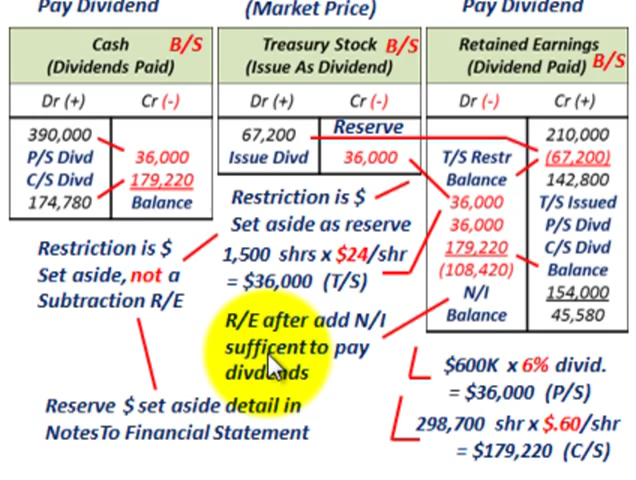 Pay Dividend
(Market Price)
Pay Dividend
Cash B/S
(Dividends Paid)
Dr (+) Cr (-)
390,000
P/S Divd 36,000
C/S Divd 179,220
174,780 Balance
Treasury Stock B/S
(Issue As Dividend)
Dr (+) Cr (-)
67,200 Reserve
Issue Divd 36,000
Retained Earnings
(Dividend Paid) B/S
Dr (-) Cr (+)
210,000
T/S Restr (67,200)
Balance 142,800
36,000 T/S Issued
36,000 P/S Divd
179,220 C/S Divd
(108,420) Balance
N/I 154,000
Balance 45,580
Restriction is $
Set aside as reserve
1,500 shrs x $24/shr
= $36,000 (T/S)
Restriction is $
Set aside, not a
Subtraction R/E
R/E after add N/I
sufficent to pay
divdends
Reserve $ set aside detail in
NotesTo Financial Statement
$600K x 6% divid.
= $36,000 (P/S)
298,700 shr x $.60/shr
= $179,220 (C/S)